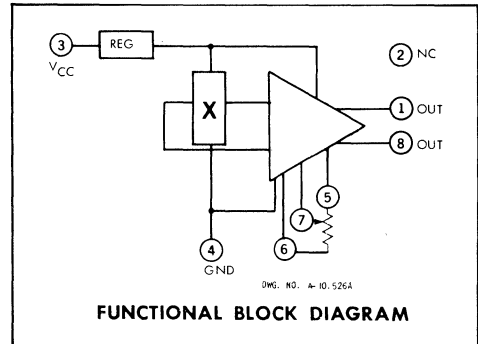 3
REG
V CC
2 NC
X
1 OUT
8 OUT
5
7
6
4
GND
DWG. NO. A-10,526A
FUNCTIONAL BLOCK DIAGRAM